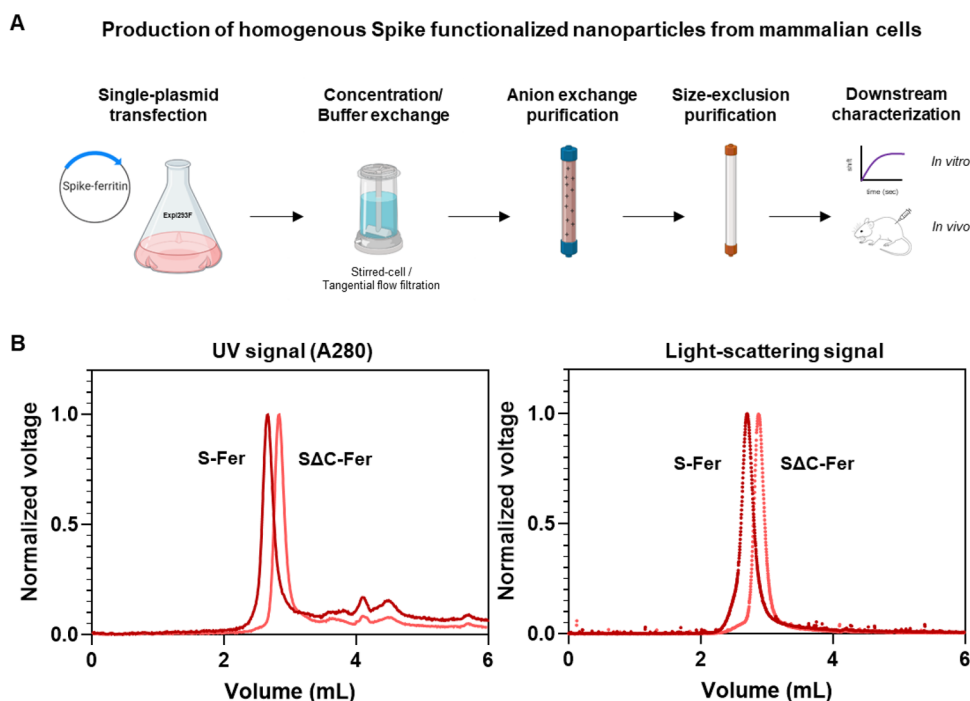 A
Production of homogenous Spike functionalized nanoparticles from mammalian cells
Single-plasmid
transfection
Concentration/
Buffer exchange
Anion exchange
purification
Size-exclusion
purification
Downstream
characterization
Spike-ferritin
Expi293F
Stirred-cell /
Tangential flow filtration
shift
time (sec)
In vitro
In vivo
B
UV signal (A280)
Normalized voltage
1.0
0.5
0.0
S-Fer
SΔC-Fer
0
2
4
6
Volume (mL)
Light-scattering signal
Normalized voltage
1.0
0.5
0.0
S-Fer
SΔC-Fer
0
2
4
6
Volume (mL)